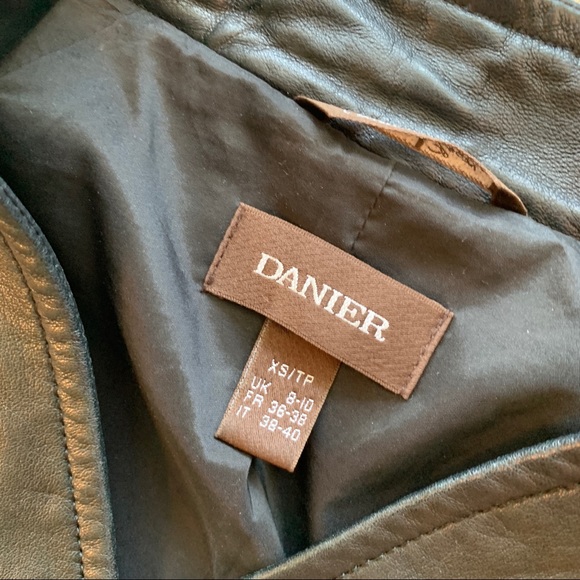 DANIER
XS/TP
UK 8-10
FR 36-38
IT 38-40